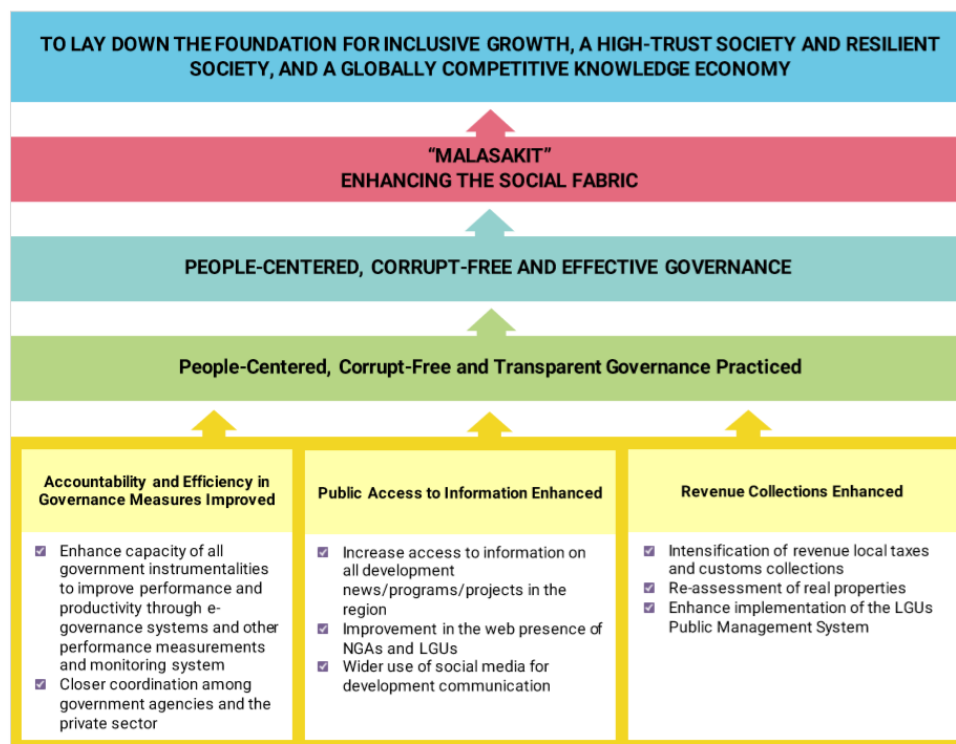 TO LAY DOWN THE FOUNDATION FOR INCLUSIVE GROWTH, A HIGH-TRUST SOCIETY AND RESILIENT
SOCIETY, AND A GLOBALLY COMPETITIVE KNOWLEDGE ECONOMY
“MALASAKIT”
ENHANCING THE SOCIAL FABRIC
PEOPLE-CENTERED, CORRUPT-FREE AND EFFECTIVE GOVERNANCE
People-Centered, Corrupt-Free and Transparent Governance Practiced
Accountability and Efficiency in
Governance Measures Improved
Enhance capacity of all
government instrumentalities
to improve performance and
productivity through e-
governance systems and other
performance measurements
and monitoring system
Closer coordination among
government agencies and the
private sector
Public Access to Information Enhanced
Increase access to information on
all development
news/programs/projects in the
region
Improvement in the web presence of
NGAs and LGUs
Wider use of social media for
development communication
Revenue Collections Enhanced
Intensification of revenue local taxes
and customs collections
Re-assessment of real properties
Enhance implementation of the LGUs
Public Management System